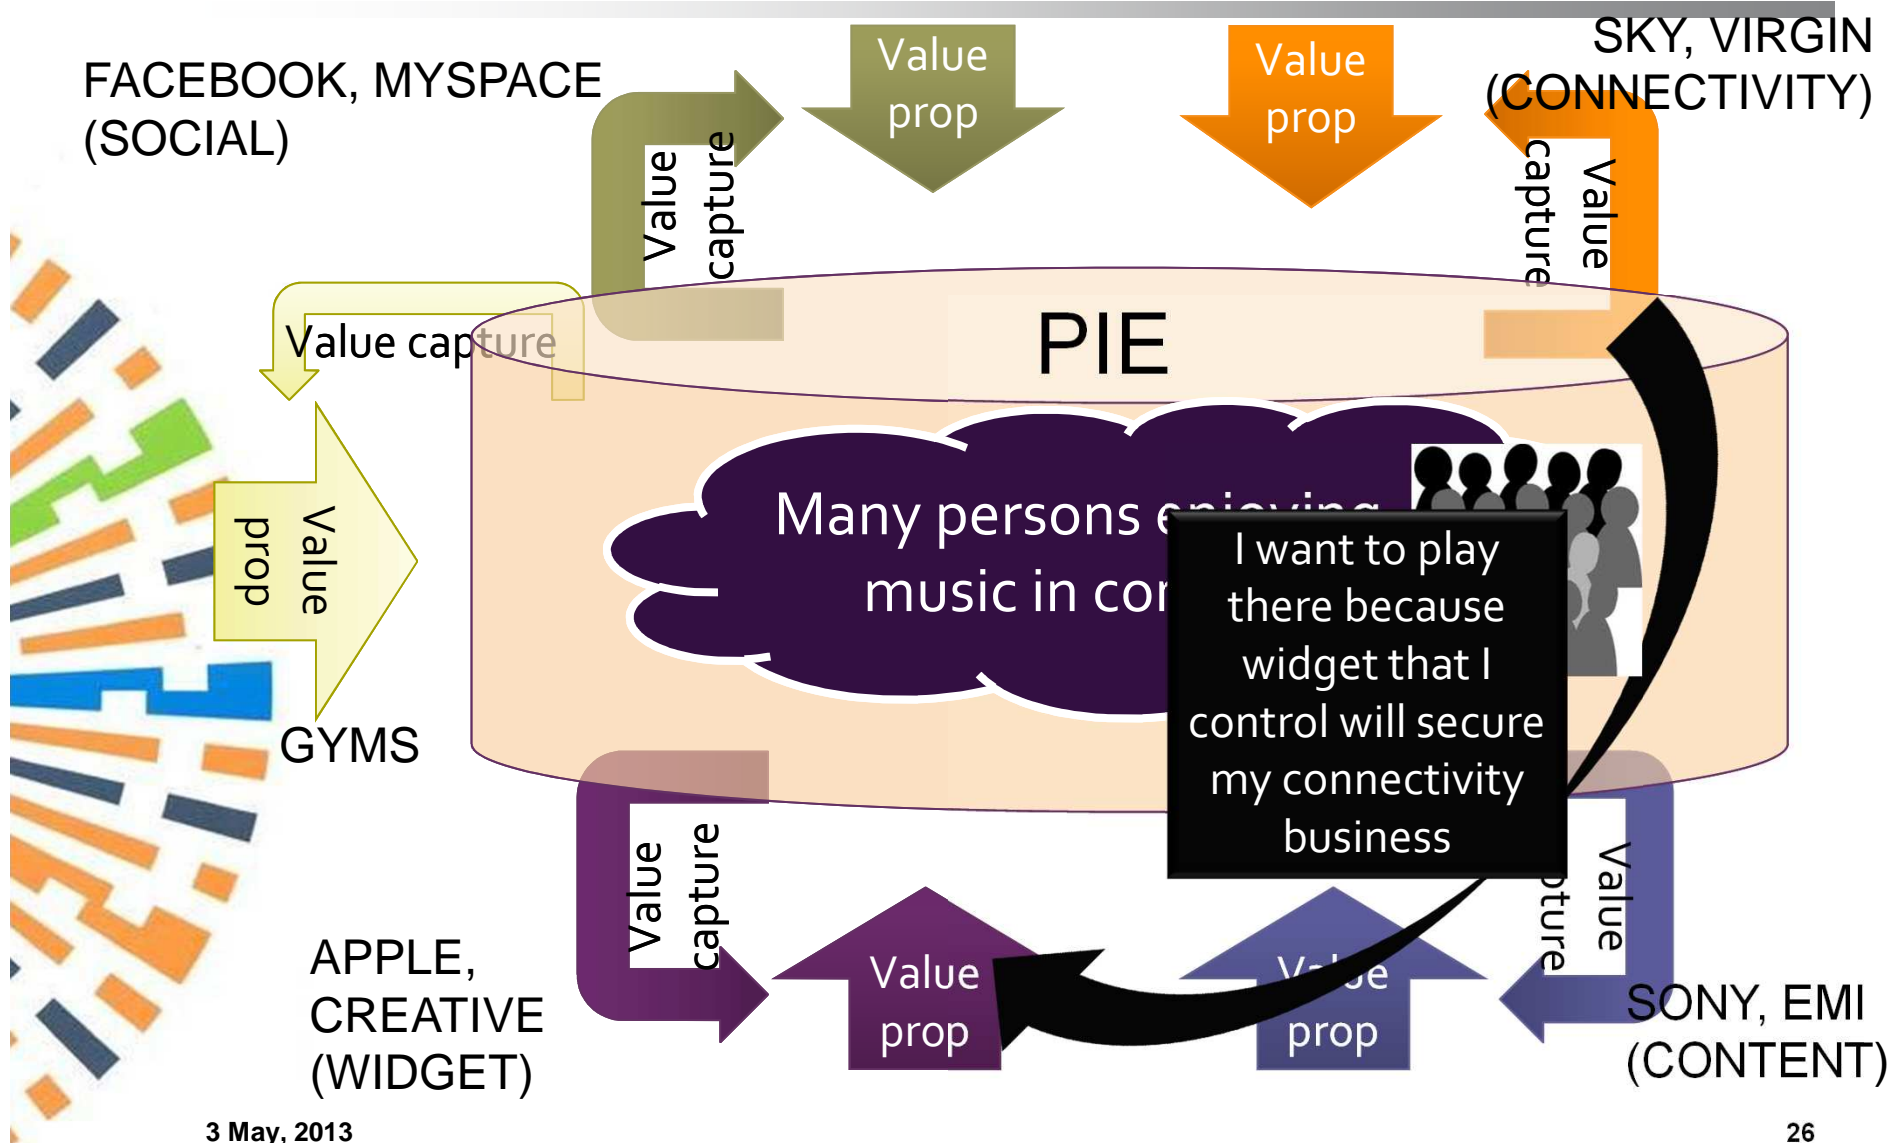 SKY, VIRGIN
(CONNECTIVITY)
FACEBOOK, MYSPACE
(SOCIAL)
Value
prop
Value
prop
Value
capture
Value
capture
Value capture
PIE
Many persons enjoying
music in
I want to play
there because
widget that I
control will secure
my connectivity
business
Value
prop
GYMS
Value
capture
Value
Value
prop
Value
prop
APPLE,
CREATIVE
(WIDGET)
SONY, EMI
(CONTENT)
3 May, 2013
26